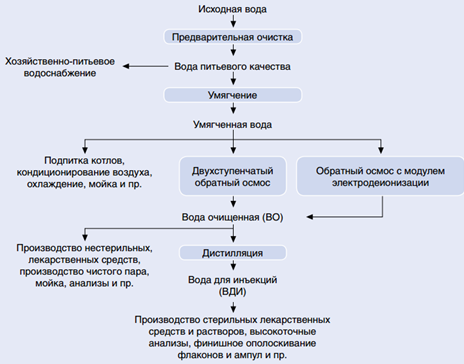 Исходная вода
Предварительная очистка
Хозяйственно-питьевое
водоснабжение
Вода питьевого качества
Умягчение
Умягченная вода
Подпитка котлов,
кондиционирование воздуха,
охлаждение, мойка и пр.
Двухступенчатый
обратный осмос
Обратный осмос с модулем
электродеионизации
Вода очищенная (ВО)
Производство нестерильных,
лекарственных средств,
производство чистого пара,
мойка, анализы и пр.
Дистилляция
Вода для инъекций
(ВДИ)
Производство стерильных лекарственных
средств и растворов, высокоточные
анализы, финишное ополоскивание
флаконов и ампул и пр.